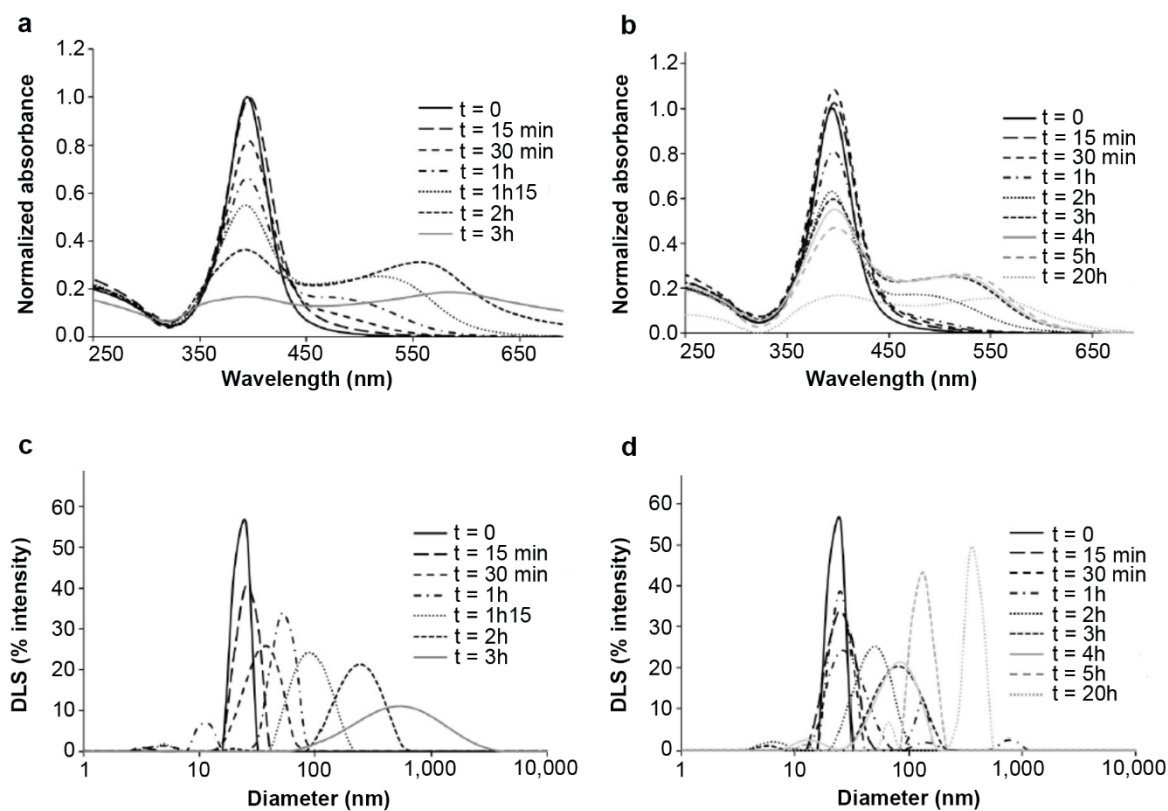 a
1.2
1.0
0.8
0.6
0.4
0.2
0.0
Normalized absorbance
250
350
450
550
650
Wavelength (nm)
t = 0
t = 15 min
t = 30 min
t = 1h
t = 1h15
t = 2h
t = 3h
b
1.2
1.0
0.8
0.6
0.4
0.2
0.0
Normalized absorbance
250
350
450
550
650
Wavelength (nm)
t = 0
t = 15 min
t = 30 min
t = 1h
t = 2h
t = 3h
t = 4h
t = 5h
t = 20h
c
60
50
40
30
20
10
0
DLS (% intensity)
1
10
100
1,000
10,000
Diameter (nm)
t = 0
t = 15 min
t = 30 min
t = 1h
t = 1h15
t = 2h
t = 3h
d
60
50
40
30
20
10
0
DLS (% intensity)
1
10
100
1,000
10,000
Diameter (nm)
t = 0
t = 15 min
t = 30 min
t = 1h
t = 2h
t = 3h
t = 4h
t = 5h
t = 20h